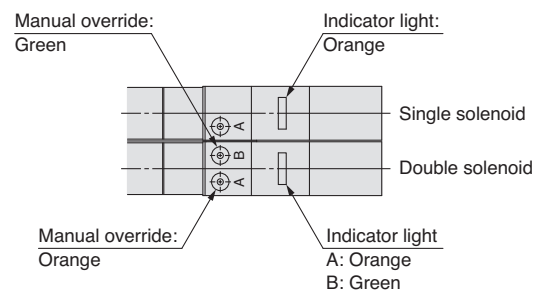 Manual override:
Green
Indicator light:
Orange
A
Single solenoid
B
Double solenoid
A
Manual override:
Orange
Indicator light
A: Orange
B: Green